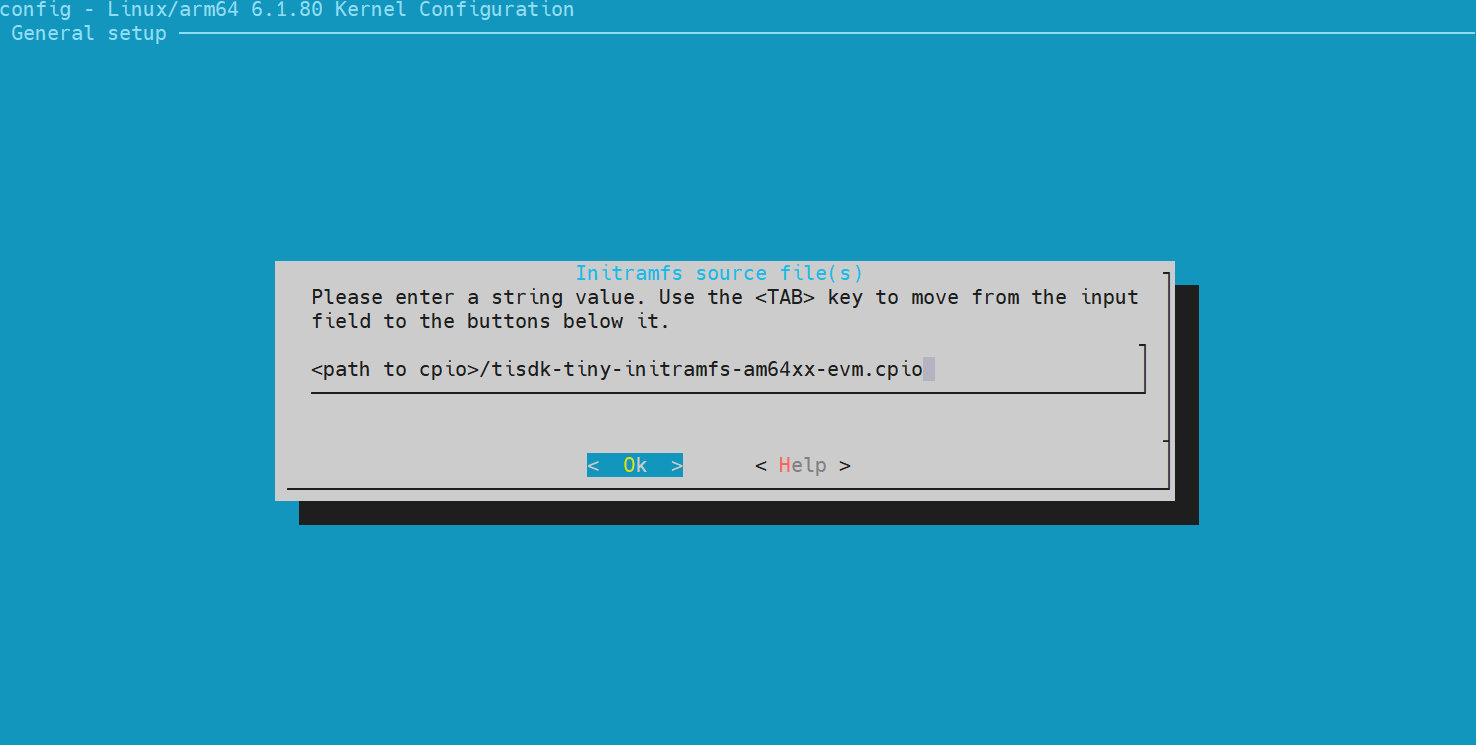 config - Linux/arm64 6.1.80 Kernel Configuration
General setup
Initramfs source file(s)
Please enter a string value. Use the <TAB> key to move from the input
field to the buttons below it.
<path to cpio>/tisdk-tiny-initramfs-am64xx-evm.cpio
< Ok > < Help >